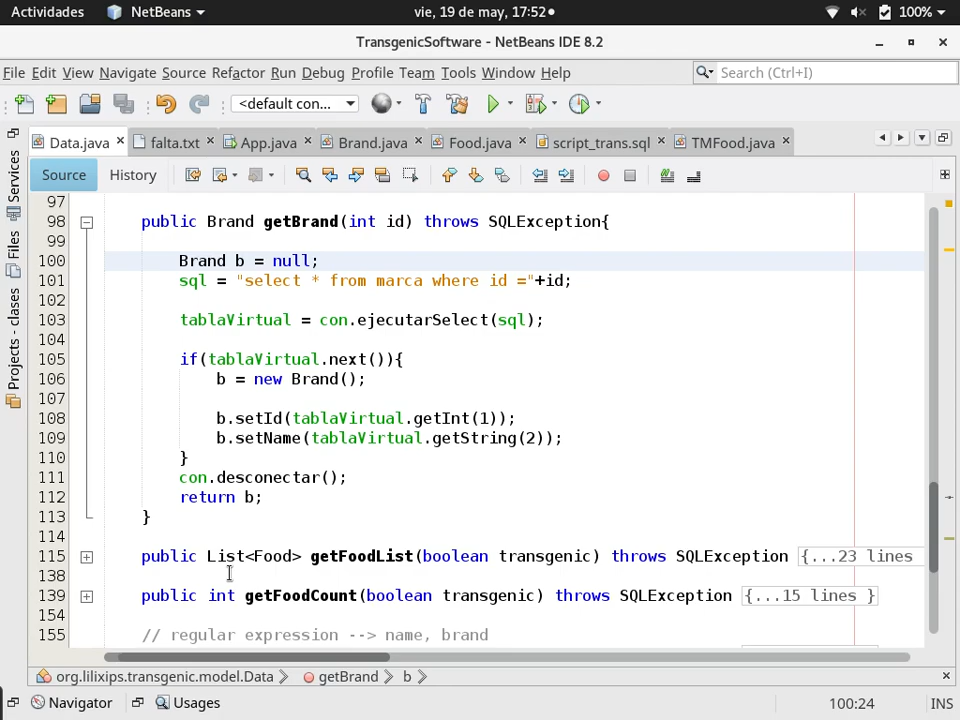 Actividades NetBeans vie, 19 de may, 17:52 100%
TransgenicSoftware - NetBeans IDE 8.2
File Edit View Navigate Source Refactor Run Debug Profile Team Tools Window Help Search (Ctrl+I)
<default con...
Data.java falta.txt App.java Brand.java Food.java script_trans.sql TMFood.java
Source History
Services
Files
Projects - clases
97
98 public Brand getBrand(int id) throws SQLException{
99
100 Brand b = null;
101 sql = "select * from marca where id ="+id;
102
103 tablaVirtual = con.ejecutarSelect(sql);
104
105 if(tablaVirtual.next()){
106 b = new Brand();
107
108 b.setId(tablaVirtual.getInt(1));
109 b.setName(tablaVirtual.getString(2));
110 }
111 con.desconectar();
112 return b;
113 }
114
115 public List<Food> getFoodList(boolean transgenic) throws SQLException {...23 lines
138
139 public int getFoodCount(boolean transgenic) throws SQLException {...15 lines }
154
155 // regular expression --> name, brand
org.lilixips.transgenic.model.Data getBrand b
Navigator Usages 100:24 INS